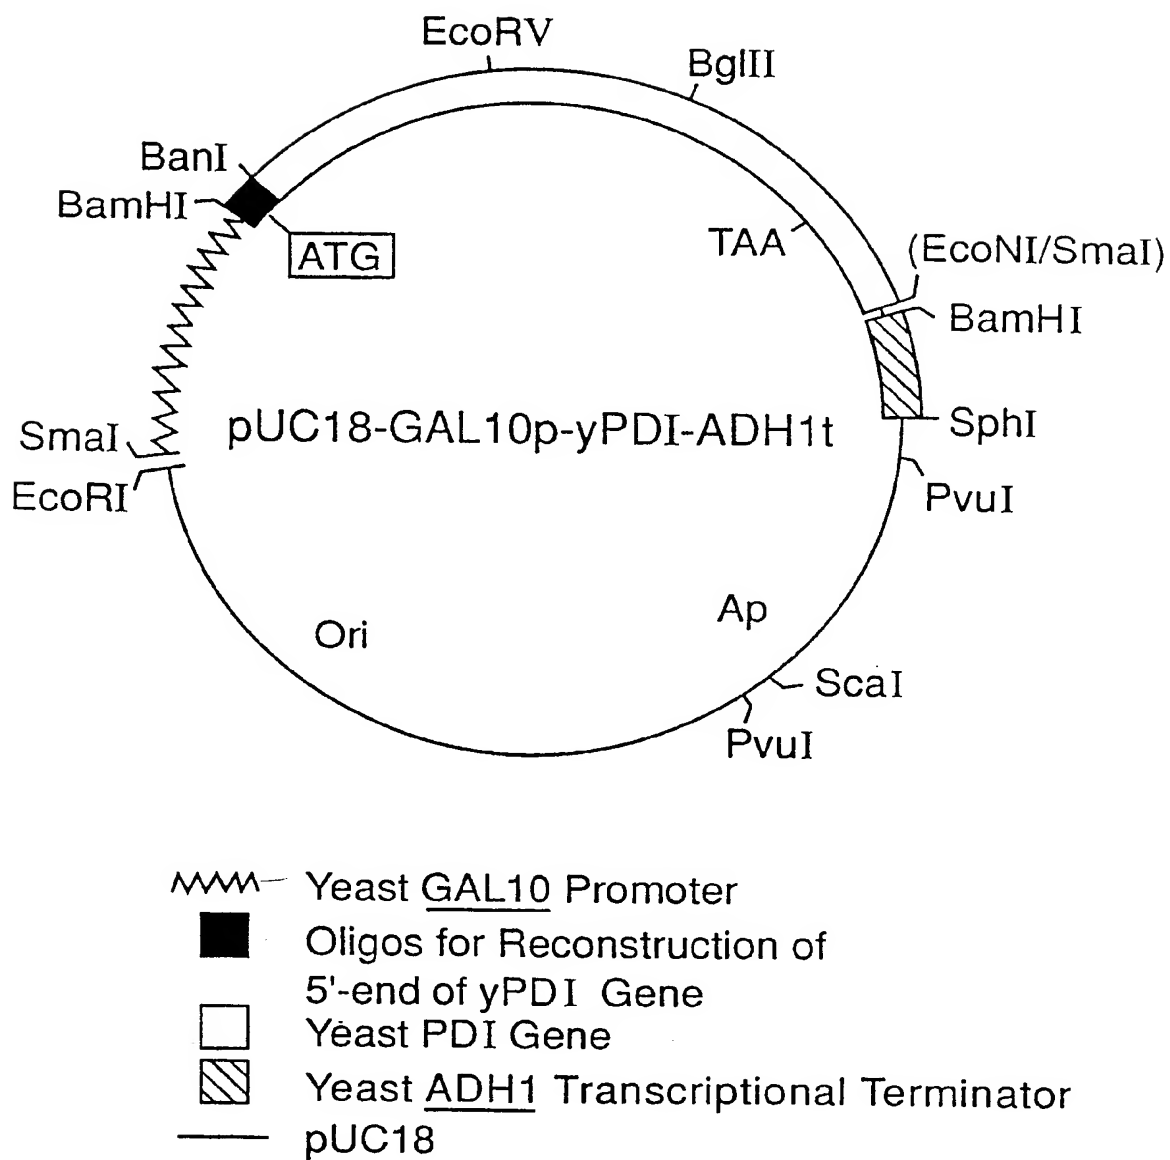 EcoRV
BglII
BanI
BamHI
ATG
TAA
(EcoNI/SmaI)
BamHI
SmaI
pUC18-GAL10p-yPDI-ADH1t
SphI
EcoRI
PvuI
Ori
Ap
ScaI
PvuI
Yeast GAL10 Promoter
Oligos for Reconstruction of
5'-end of yPDI Gene
Yeast PDI Gene
Yeast ADH1 Transcriptional Terminator
pUC18